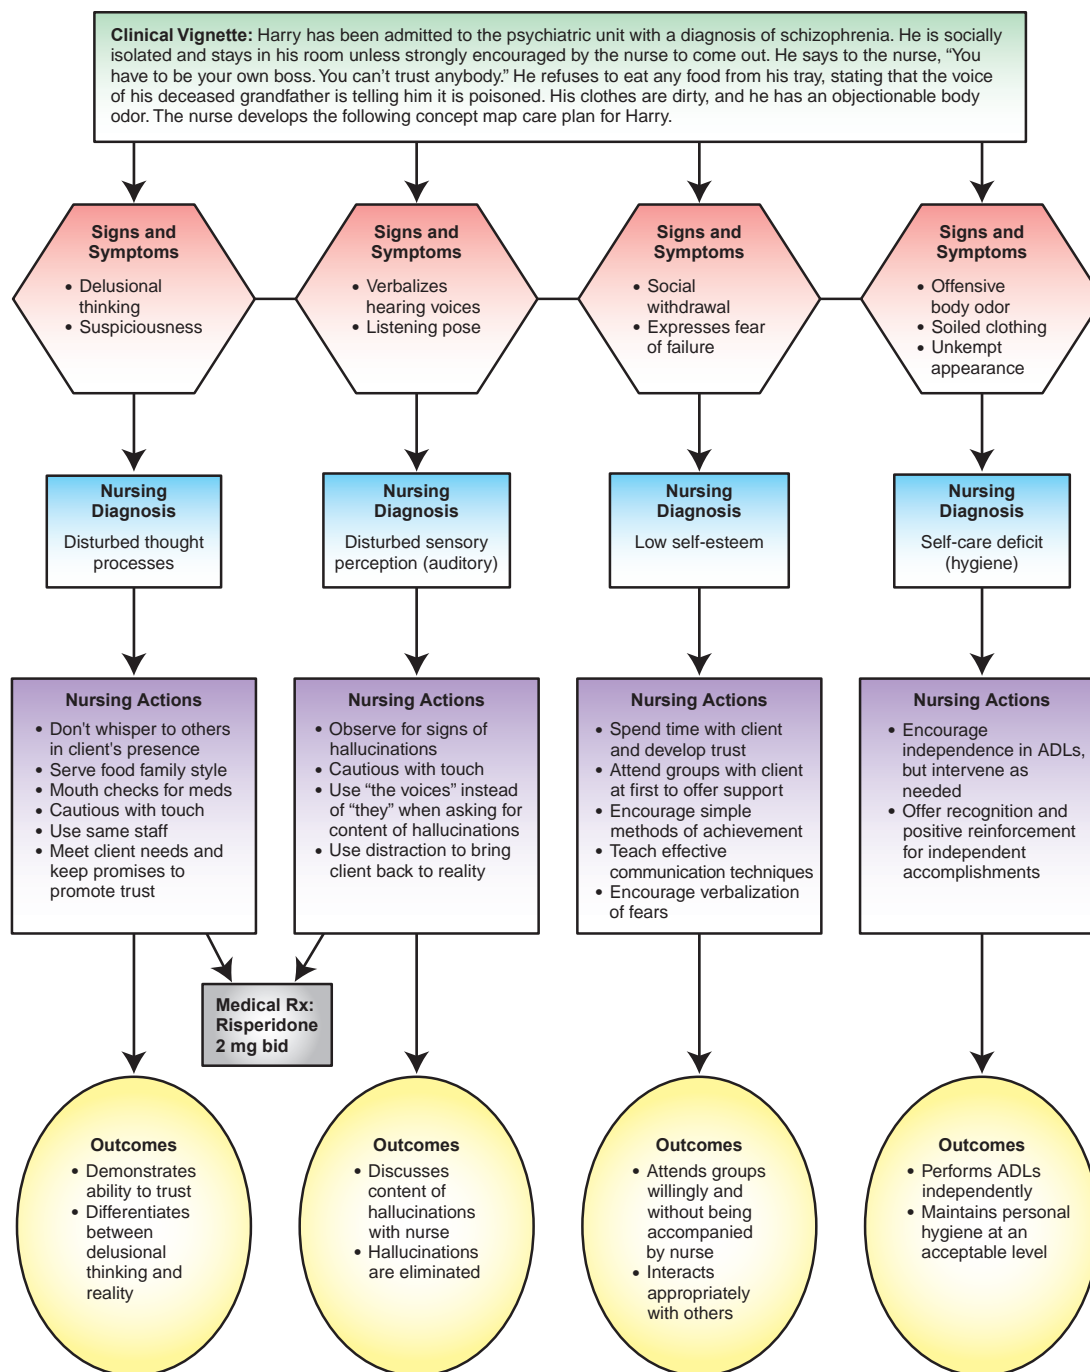 Clinical Vignette: Harry has been admitted to the psychiatric unit with a diagnosis of schizophrenia. He is socially
isolated and stays in his room unless strongly encouraged by the nurse to come out. He says to the nurse, “You
have to be your own boss. You can’t trust anybody.” He refuses to eat any food from his tray, stating that the voice
of his deceased grandfather is telling him it is poisoned. His clothes are dirty, and he has an objectionable body
odor. The nurse develops the following concept map care plan for Harry.
Signs and
Symptoms
• Delusional
thinking
• Suspiciousness
Signs and
Symptoms
• Verbalizes
hearing voices
• Listening pose
Signs and
Symptoms
• Social
withdrawal
• Expresses fear
of failure
Signs and
Symptoms
• Offensive
body odor
• Soiled clothing
• Unkempt
appearance
Nursing
Diagnosis
Disturbed thought
processes
Nursing
Diagnosis
Disturbed sensory
perception (auditory)
Nursing
Diagnosis
Low self-esteem
Nursing
Diagnosis
Self-care deficit
(hygiene)
Nursing Actions
• Don’t whisper to others
in client’s presence
• Serve food family style
• Mouth checks for meds
• Cautious with touch
• Use same staff
• Meet client needs and
keep promises to
promote trust
Nursing Actions
• Observe for signs of
hallucinations
• Cautious with touch
• Use “the voices” instead
of “they” when asking for
content of hallucinations
• Use distraction to bring
client back to reality
Nursing Actions
• Spend time with client
and develop trust
• Attend groups with client
at first to offer support
• Encourage simple
methods of achievement
• Teach effective
communication techniques
• Encourage verbalization
of fears
Nursing Actions
• Encourage
independence in ADLs,
but intervene as
needed
• Offer recognition and
positive reinforcement
for independent
accomplishments
Medical Rx:
Risperidone
2 mg bid
Outcomes
• Demonstrates
ability to trust
• Differentiates
between
delusional
thinking and
reality
Outcomes
• Discusses
content of
hallucinations
with nurse
• Hallucinations
are eliminated
Outcomes
• Attends groups
willingly and
without being
accompanied
by nurse
• Interacts
appropriately
with others
Outcomes
• Performs ADLs
independently
• Maintains personal
hygiene at an
acceptable level